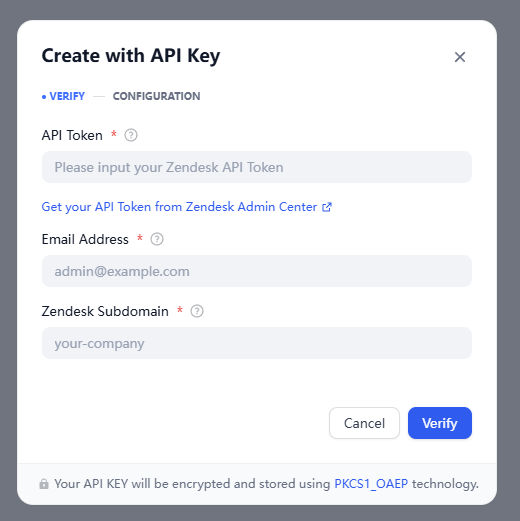 Create with API Key
• VERIFY — CONFIGURATION
API Token *
Please input your Zendesk API Token
Get your API Token from Zendesk Admin Center
Email Address *
admin@example.com
Zendesk Subdomain *
your-company
Cancel Verify
Your API KEY will be encrypted and stored using PKCS1_OAEP technology.